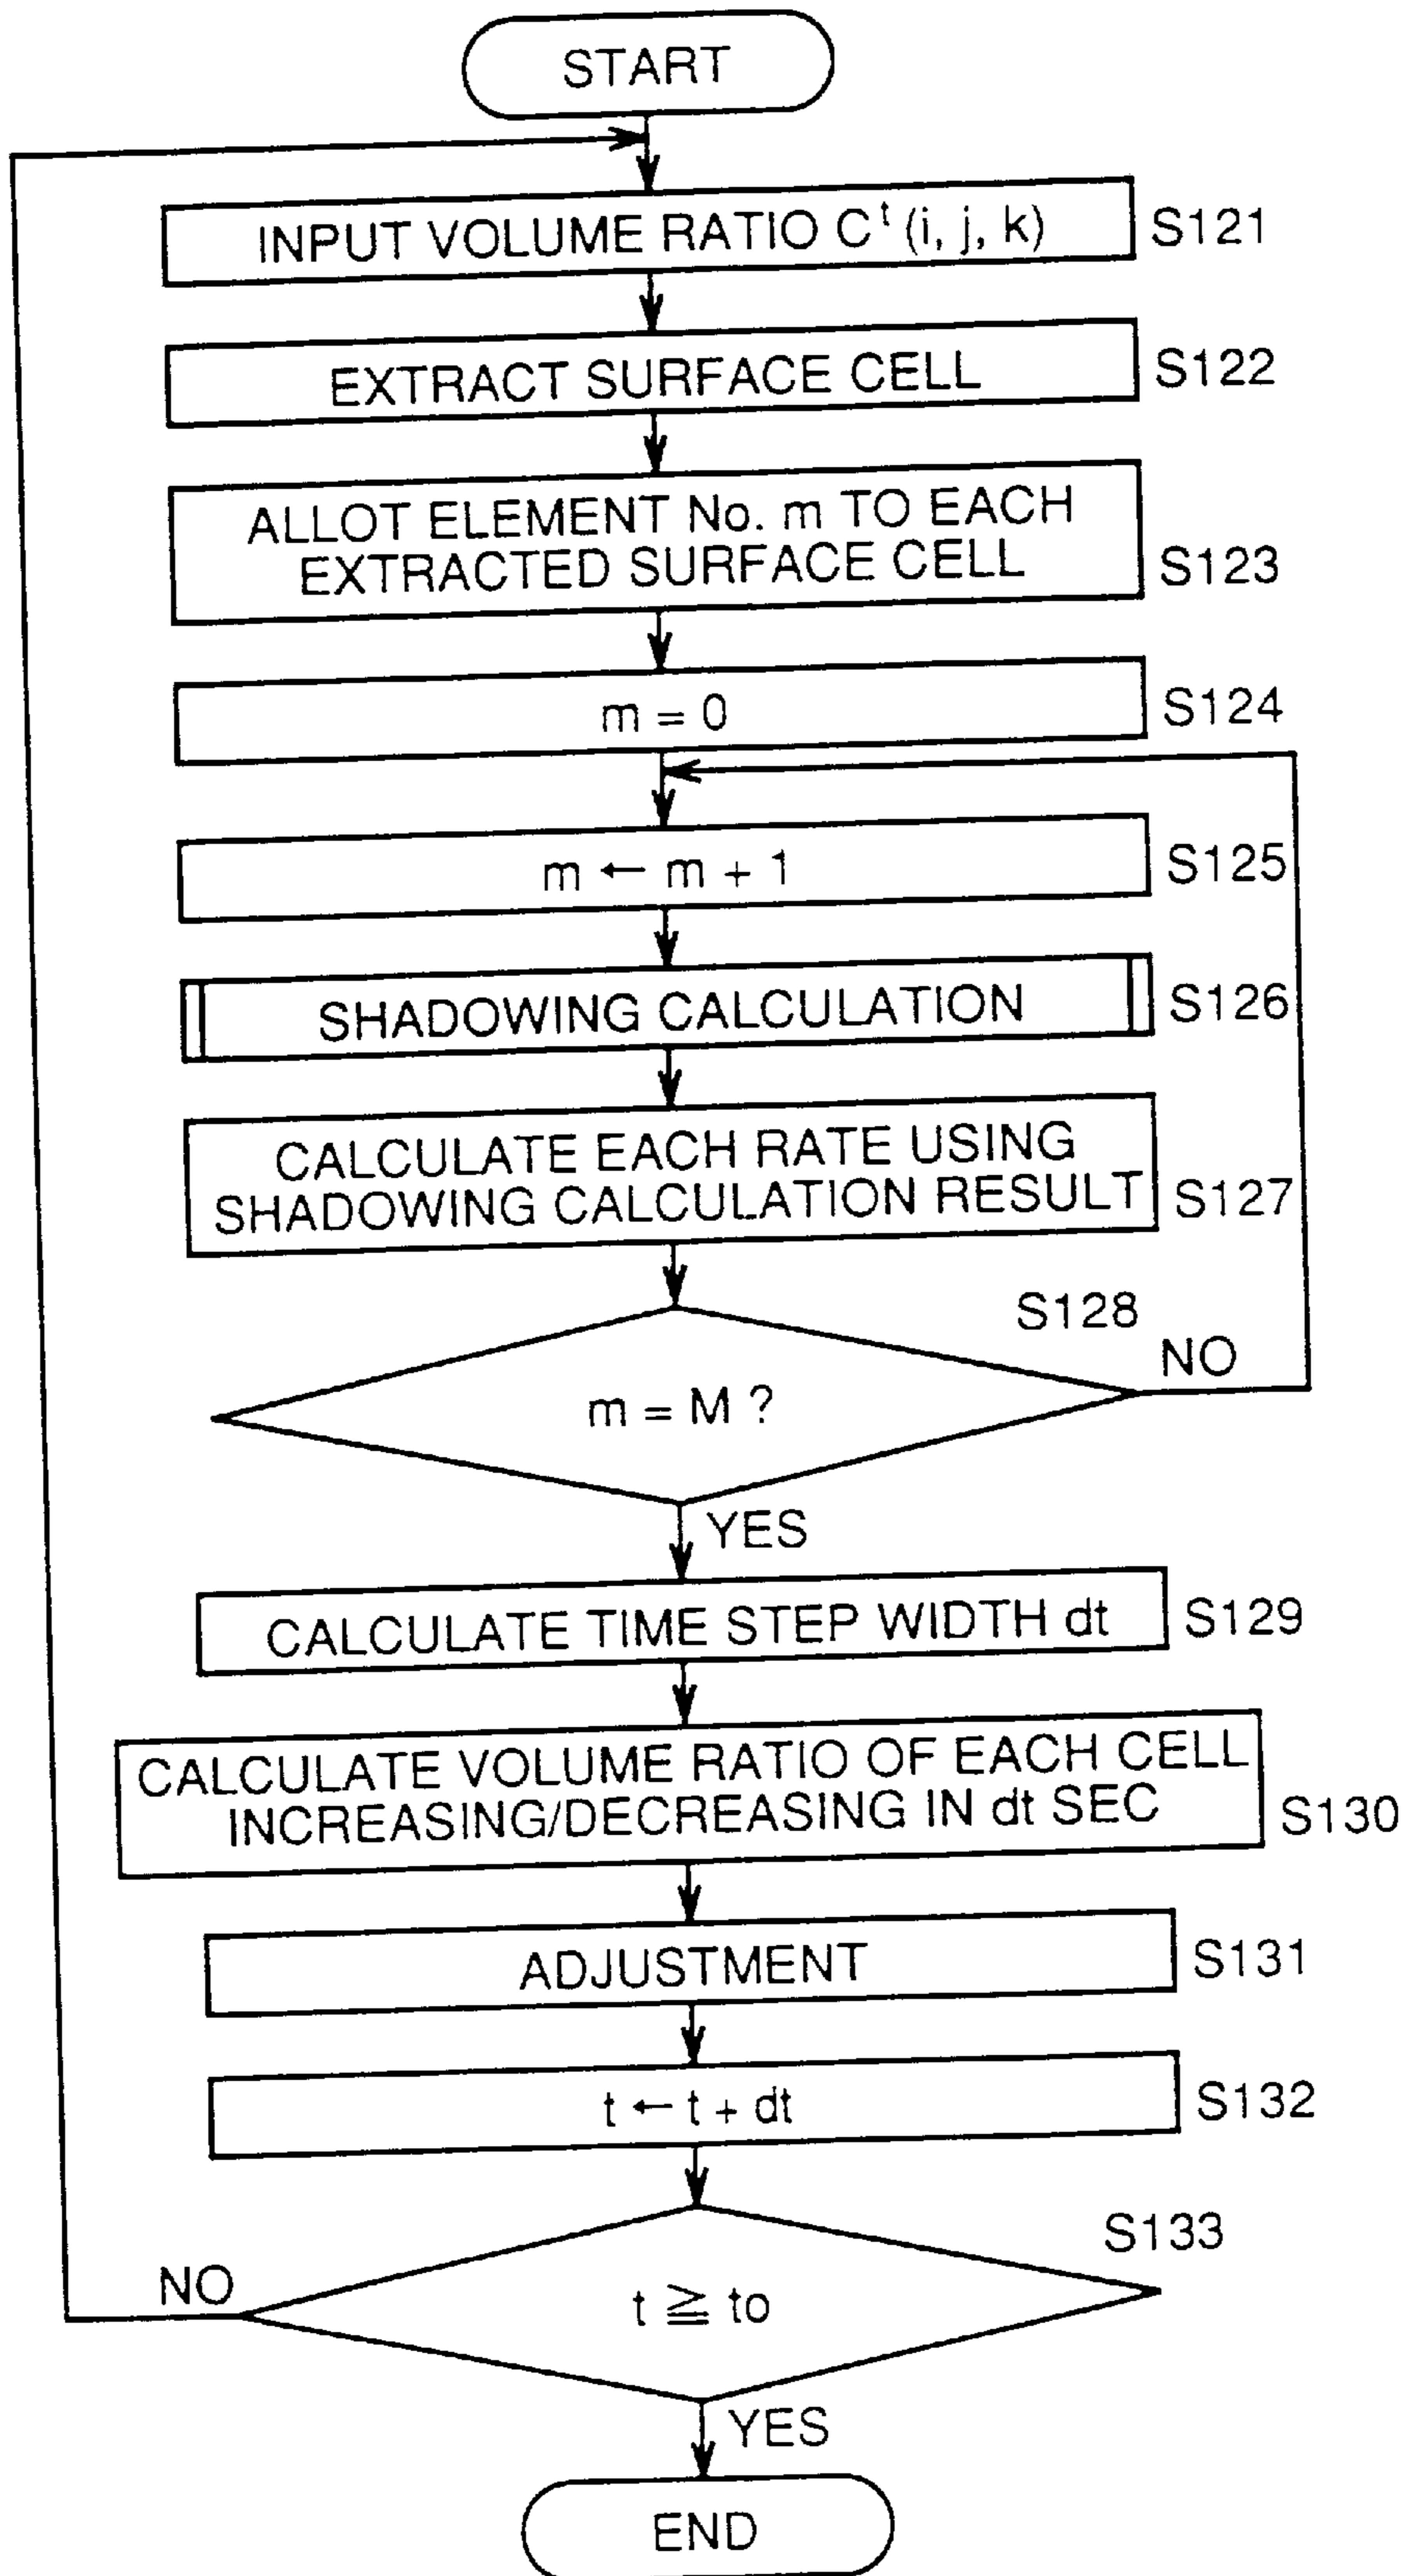 START
INPUT VOLUME RATIO Cᵗ (i, j, k)
S121
EXTRACT SURFACE CELL
S122
ALLOT ELEMENT No. m TO EACH
EXTRACTED SURFACE CELL
S123
m = 0
S124
m ← m + 1
S125
SHADOWING CALCULATION
S126
CALCULATE EACH RATE USING
SHADOWING CALCULATION RESULT
S127
S128
m = M ?
NO
YES
CALCULATE TIME STEP WIDTH dt
S129
CALCULATE VOLUME RATIO OF EACH CELL
INCREASING/DECREASING IN dt SEC
S130
ADJUSTMENT
S131
t ← t + dt
S132
S133
NO
t ≧ to
YES
END